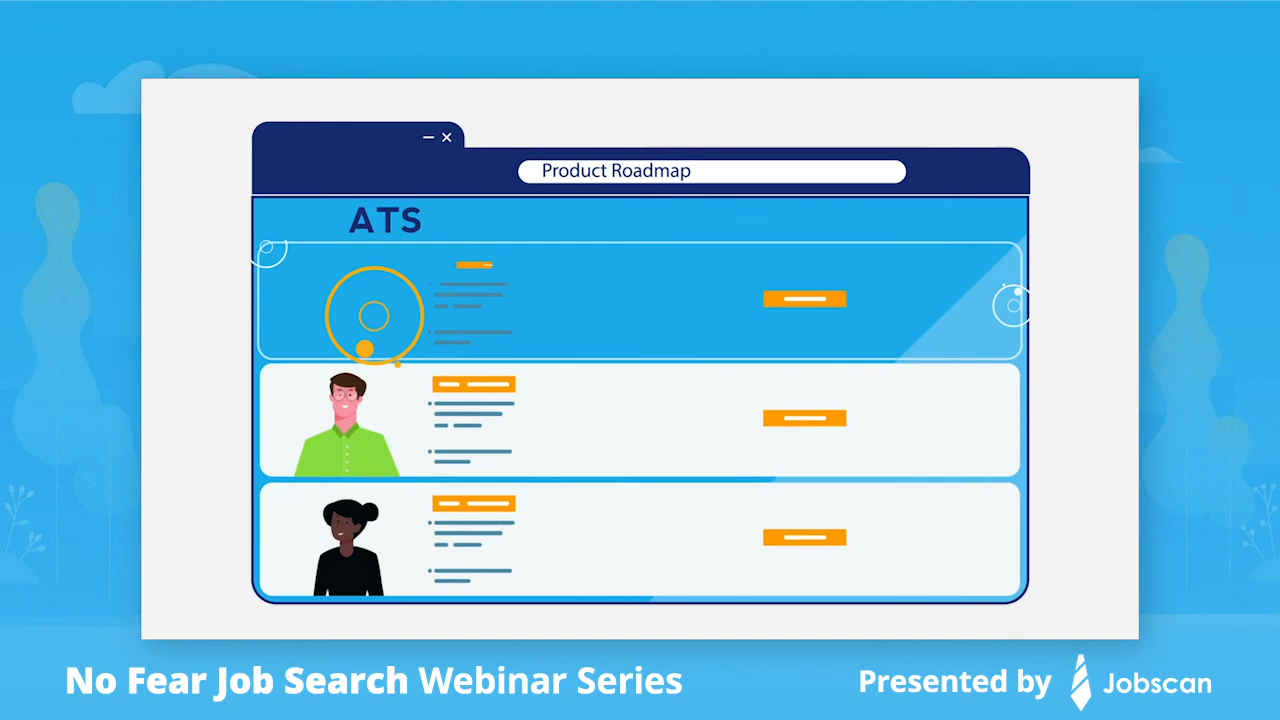 Product Roadmap
ATS
No Fear Job Search Webinar Series
Presented by Jobscan